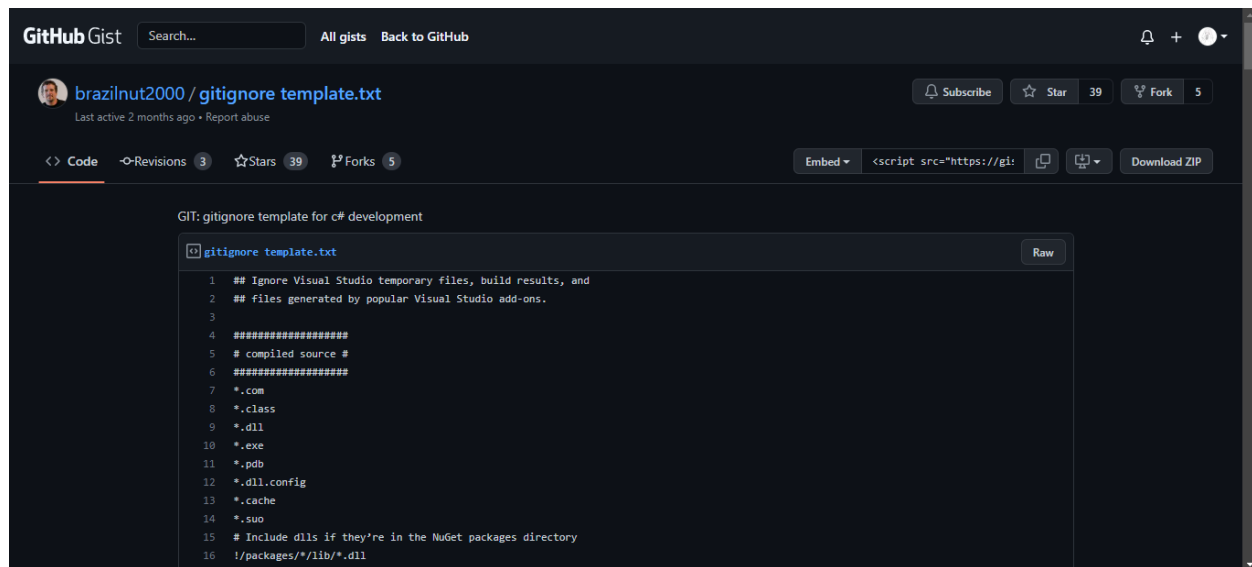 GitHub Gist Search... All gists Back to GitHub
brazilnut2000 / gitignore template.txt Subscribe Star 39 Fork 5
Last active 2 months ago • Report abuse
<> Code Revisions 3 Stars 39 Forks 5 Embed <script src="https://gis Download ZIP
GIT: gitignore template for c# development
gitignore template.txt Raw
1 ## Ignore Visual Studio temporary files, build results, and
2 ## files generated by popular Visual Studio add-ons.
3
4 ###################
5 # compiled source #
6 ###################
7 *.com
8 *.class
9 *.dll
10 *.exe
11 *.pdb
12 *.dll.config
13 *.cache
14 *.suo
15 # Include dlls if they’re in the NuGet packages directory
16 !/packages/*/lib/*.dll